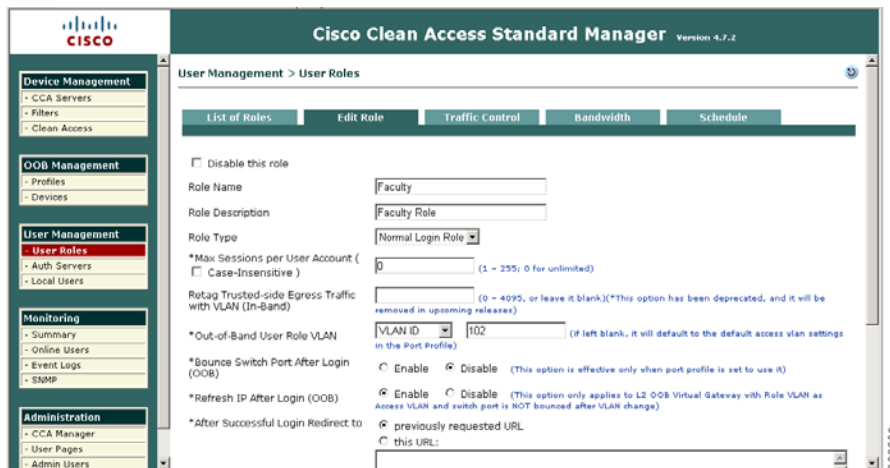 CISCO
Cisco Clean Access Standard Manager Version 4.7.2
Device Management
- CCA Servers
- Filters
- Clean Access
OOB Management
- Profiles
- Devices
User Management
- User Roles
- Auth Servers
- Local Users
Monitoring
- Summary
- Online Users
- Event Logs
- SNMP
Administration
- CCA Manager
- User Pages
- Admin Users
User Management > User Roles
List of Roles Edit Role Traffic Control Bandwidth Schedule
Disable this role
Role Name Faculty
Role Description Faculty Role
Role Type Normal Login Role
*Max Sessions per User Account (
Case-Insensitive ) 0 (1 - 255; 0 for unlimited)
Retag Trusted-side Egress Traffic
with VLAN (In-Band) (0 - 4095, or leave it blank)(*This option has been deprecated, and it will be
removed in upcoming releases)
*Out-of-Band User Role VLAN VLAN ID 102 (if left blank, it will default to the default access vlan settings
in the Port Profile)
*Bounce Switch Port After Login
(OOB) Enable Disable (This option is effective only when port profile is set to use it)
*Refresh IP After Login (OOB) Enable Disable (This option only applies to L2 OOB Virtual Gateway with Role VLAN as
Access VLAN and switch port is NOT bounced after VLAN change)
*After Successful Login Redirect to previously requested URL
this URL: